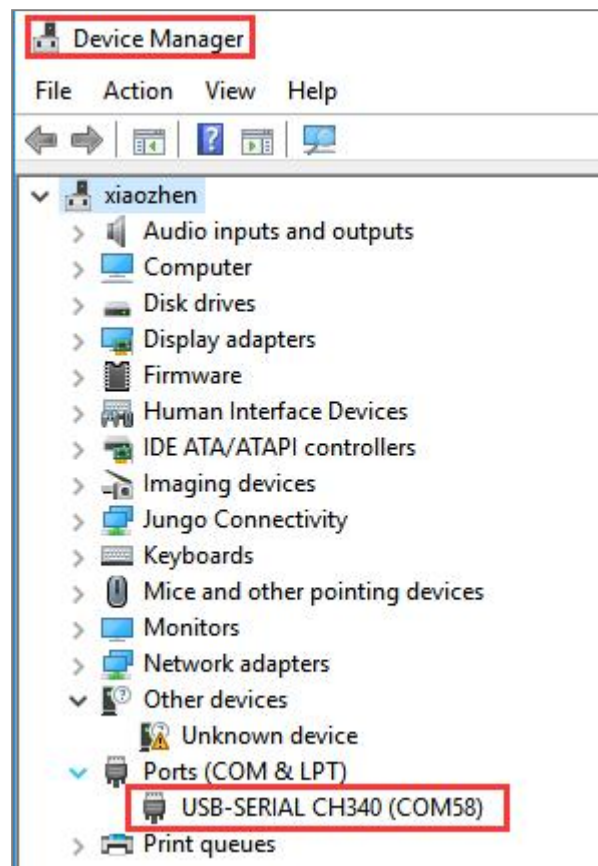 Device Manager
File Action View Help
xiaozhen
Audio inputs and outputs
Computer
Disk drives
Display adapters
Firmware
Human Interface Devices
IDE ATA/ATAPI controllers
Imaging devices
Jungo Connectivity
Keyboards
Mice and other pointing devices
Monitors
Network adapters
Other devices
Unknown device
Ports (COM & LPT)
USB-SERIAL CH340 (COM58)
Print queues